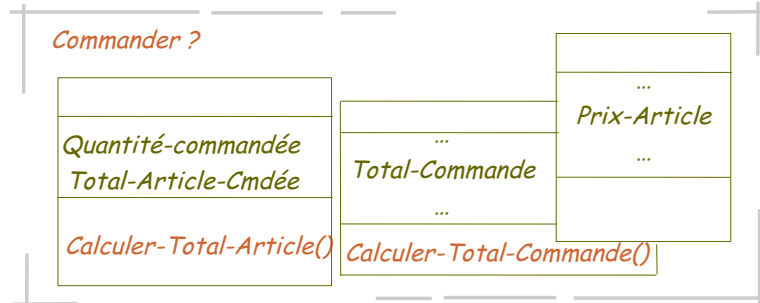 Commander ?
Quantité-commandée
Total-Article-Cmdée
Calculer-Total-Article()
...
Total-Commande
...
Calculer-Total-Commande()
...
Prix-Article
...